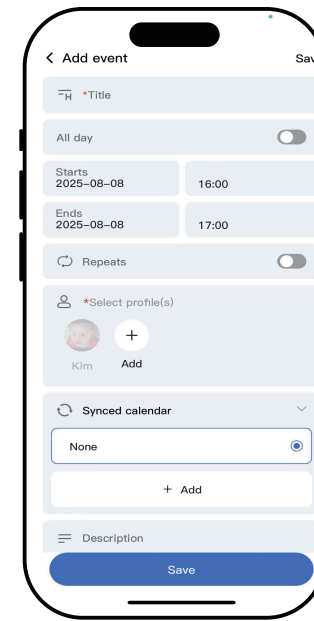 Add event
Sav
*Title
All day
Starts
2025-08-08
16:00
Ends
2025-08-08
17:00
Repeats
*Select profile(s)
Kim
+
Add
Synced calendar
None
+ Add
Description
Save